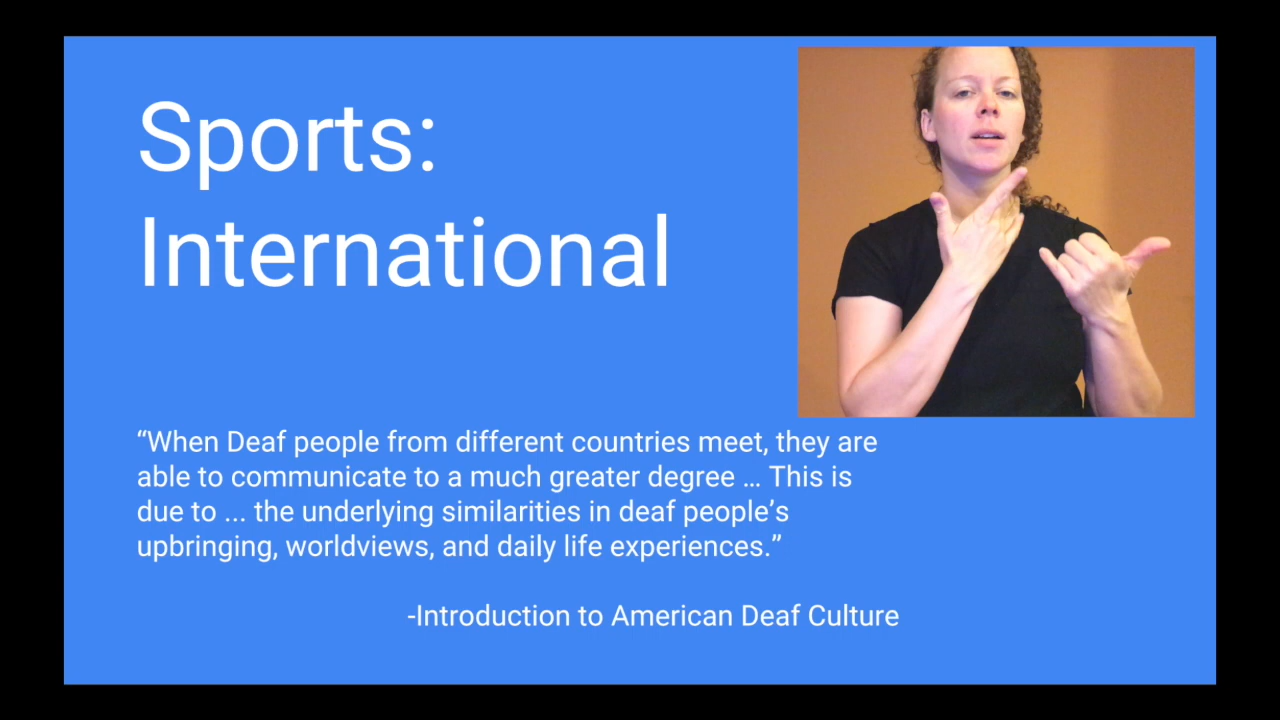 Sports:
International
“When Deaf people from different countries meet, they are
able to communicate to a much greater degree ... This is
due to ... the underlying similarities in deaf people’s
upbringing, worldviews, and daily life experiences.”
-Introduction to American Deaf Culture